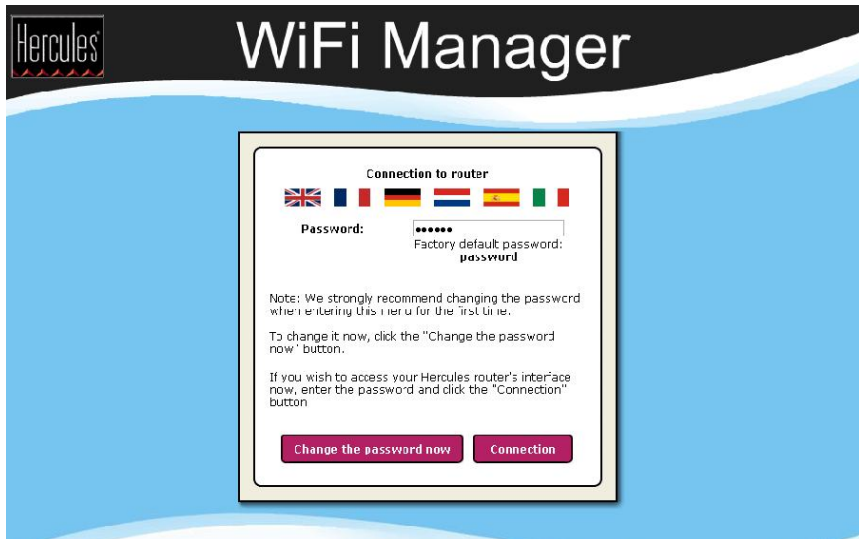 Hercules
WiFi Manager
Connection to router
Password: ••••••
Factory default password:
password
Note: We strongly recommend changing the password
when entering this menu for the first time.
To change it now, click the "Change the password
now" button.
If you wish to access your Hercules router's interface
now, enter the password and click the "Connection"
button
Change the password now
Connection